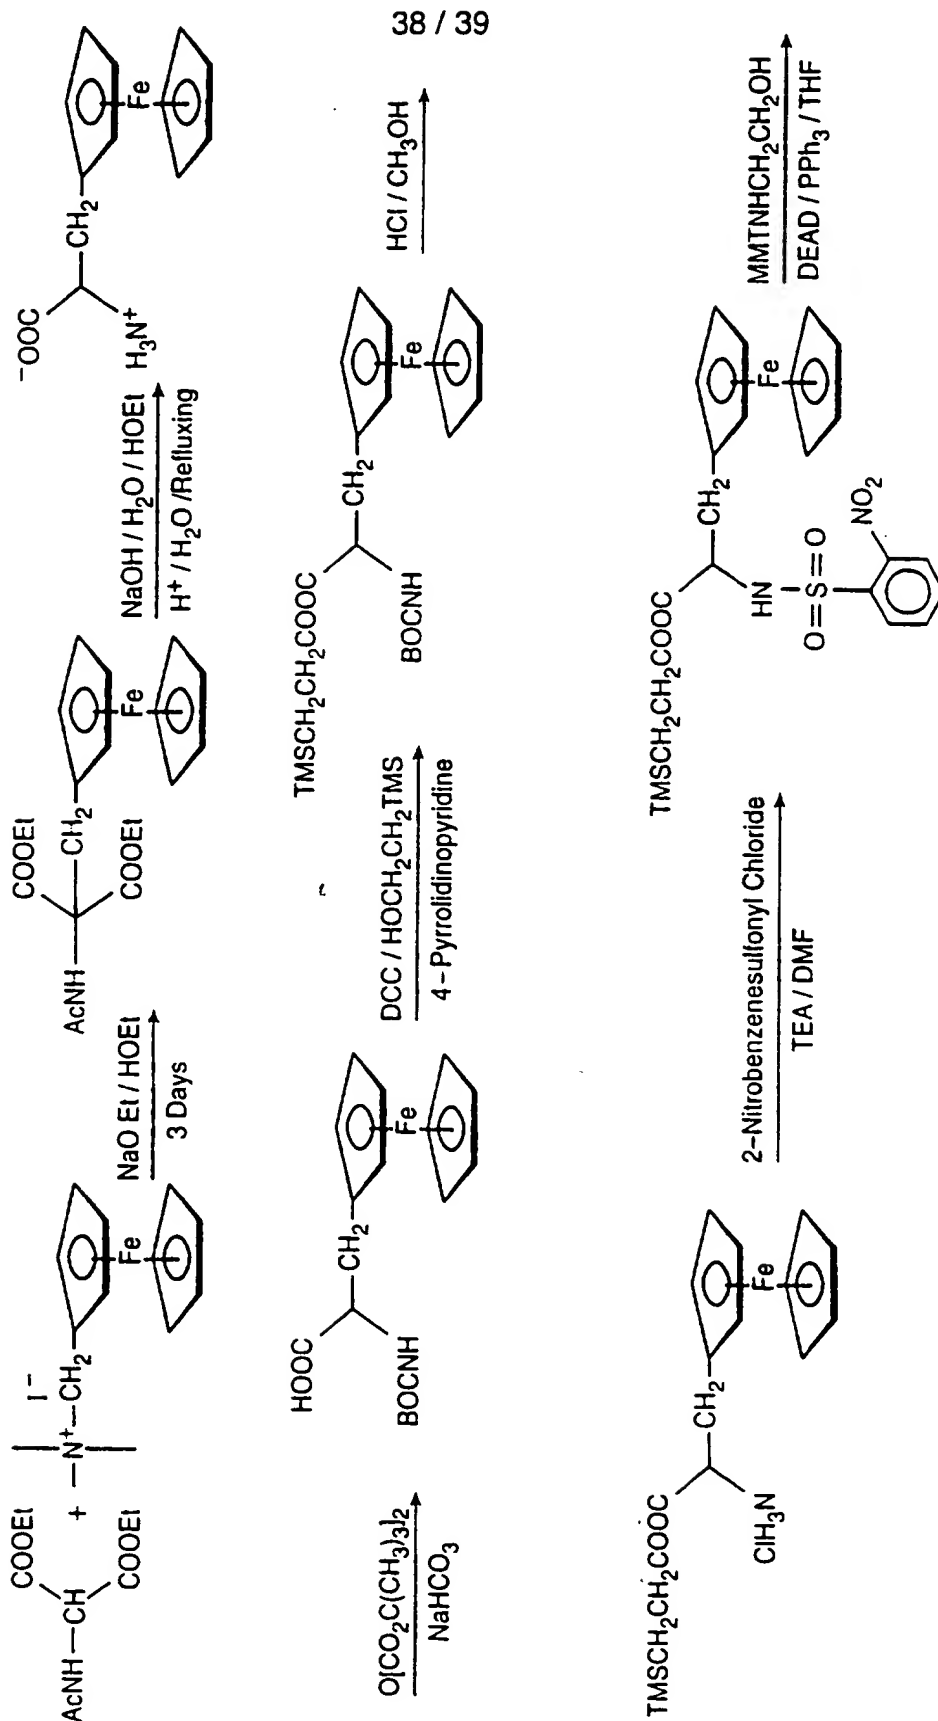 38 / 39
AcNH—CH
COOEt
COOEt
+
—N⁺—CH₂
I⁻
Fe
NaO Et / HOEt
3 Days
AcNH
COOEt
COOEt
CH₂
Fe
NaOH / H₂O / HOEt
H⁺ / H₂O /Refluxing
⁻OOC
H₃N⁺
CH₂
Fe
O[CO₂C(CH₃)₃]₂
NaHCO₃
HOOC
BOCNH
CH₂
Fe
DCC / HOCH₂CH₂TMS
4–Pyrrolidinopyridine
TMSCH₂CH₂COOC
BOCNH
CH₂
Fe
HCl / CH₃OH
TMSCH₂CH₂COOC
ClH₃N
CH₂
Fe
2–Nitrobenzenesulfonyl Chloride
TEA / DMF
TMSCH₂CH₂COOC
HN
CH₂
Fe
O=S=O
NO₂
MMTNHCH₂CH₂OH
DEAD / PPh₃ / THF